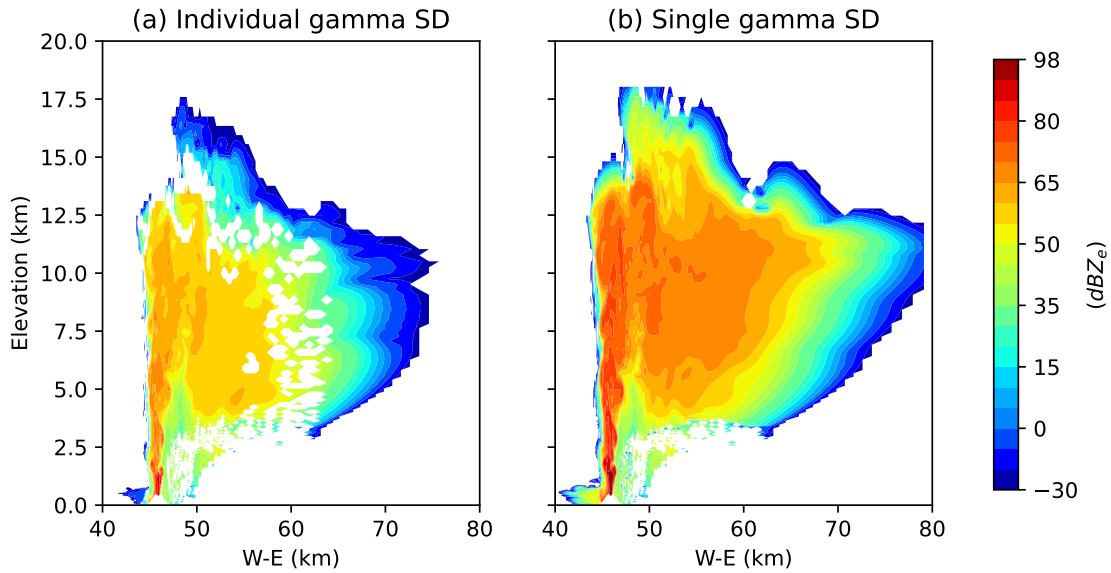 (a) Individual gamma SD
(b) Single gamma SD
20.0
17.5
15.0
12.5
10.0
7.5
5.0
2.5
0.0
Elevation (km)
40 50 60 70 80
W-E (km)
40 50 60 70 80
W-E (km)
98
80
65
50
35
15
0
−30
(dBZe)